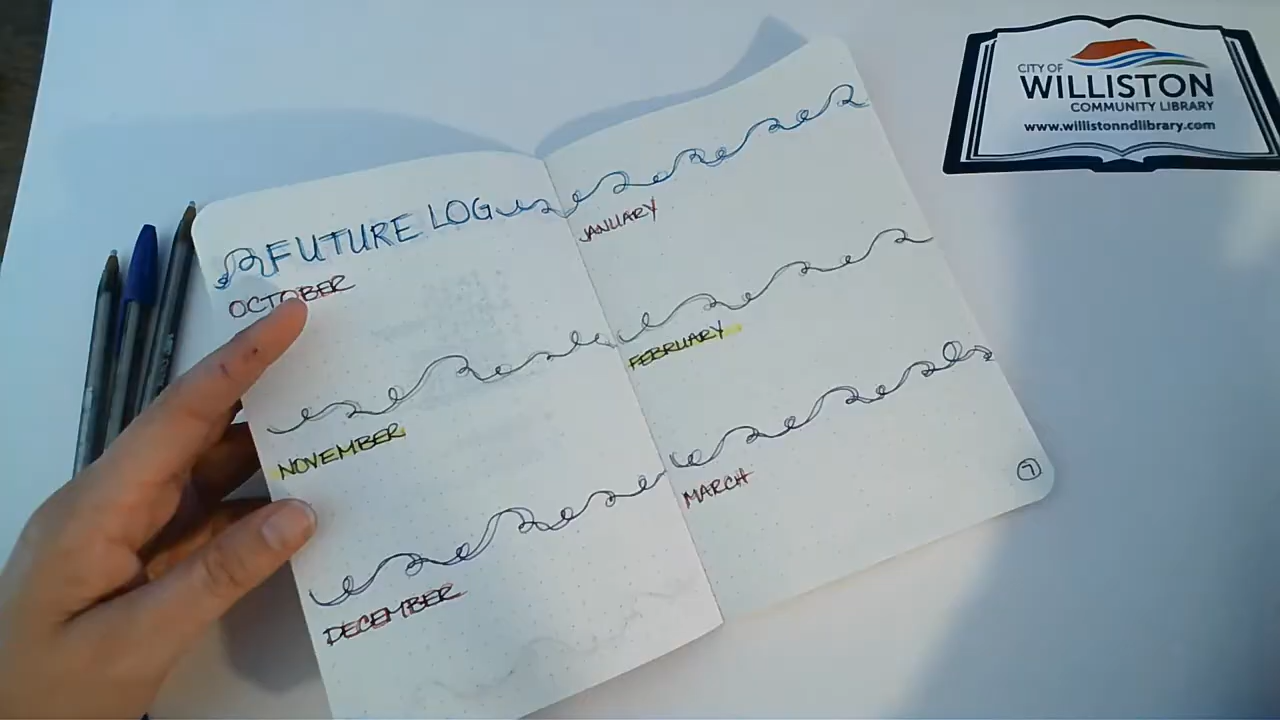 FUTURE LOG
OCTOBER
NOVEMBER
DECEMBER
JANUARY
FEBRUARY
MARCH
7
CITY OF
WILLISTON
COMMUNITY LIBRARY
www.willistonndlibrary.com